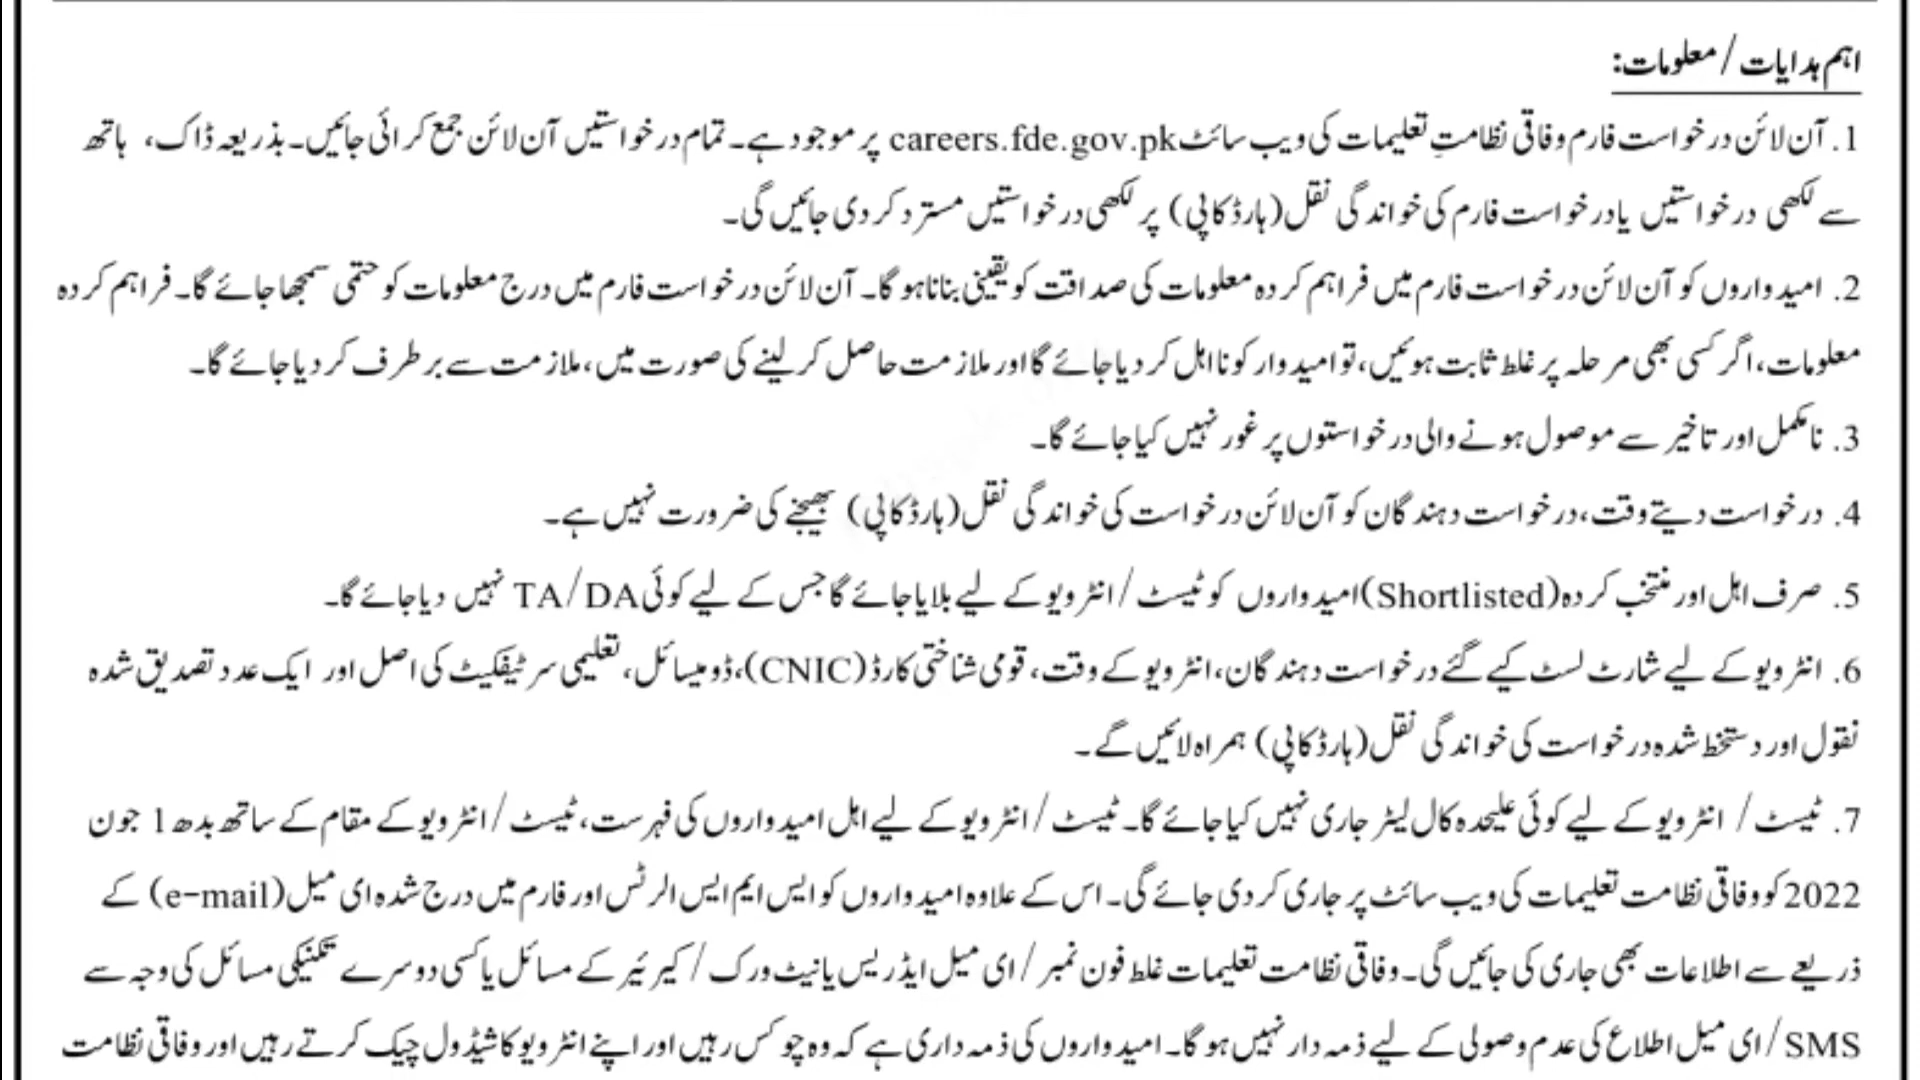 اہم ہدایات / معلومات:
1. آن لائن درخواست فارم وفاقی نظامتِ تعلیمات کی ویب سائٹ careers.fde.gov.pk پر موجود ہے۔ تمام درخواستیں آن لائن جمع کرائی جائیں۔ بذریعہ ڈاک، ہاتھ
سے لکھی درخواستیں یا درخواست فارم کی خواندگی نقل (ہارڈ کاپی) پر لکھی درخواستیں مسترد کر دی جائیں گی۔
2. امیدواروں کو آن لائن درخواست فارم میں فراہم کردہ معلومات کی صداقت کو یقینی بنانا ہو گا۔ آن لائن درخواست فارم میں درج معلومات کو حتمی سمجھا جائے گا۔ فراہم کردہ
معلومات، اگر کسی بھی مرحلہ پر غلط ثابت ہوئیں، تو امیدوار کو نااہل کر دیا جائے گا اور ملازمت حاصل کر لینے کی صورت میں، ملازمت سے برطرف کر دیا جائے گا۔
3. نامکمل اور تاخیر سے موصول ہونے والی درخواستوں پر غور نہیں کیا جائے گا۔
4. درخواست دیتے وقت، درخواست دہندگان کو آن لائن درخواست کی خواندگی نقل (ہارڈ کاپی) بھیجنے کی ضرورت نہیں ہے۔
5. صرف اہل اور منتخب کردہ (Shortlisted) امیدواروں کو ٹیسٹ / انٹرویو کے لیے بلایا جائے گا جس کے لیے کوئی TA/DA نہیں دیا جائے گا۔
6. انٹرویو کے لیے شارٹ لسٹ کیے گئے درخواست دہندگان، انٹرویو کے وقت، قومی شناختی کارڈ (CNIC)، ڈومیسائل، تعلیمی سرٹیفکیٹ کی اصل اور ایک عدد تصدیق شدہ
نقول اور دستخط شدہ درخواست کی خواندگی نقل (ہارڈ کاپی) ہمراہ لائیں گے۔
7. ٹیسٹ / انٹرویو کے لیے کوئی علیحدہ کال لیٹر جاری نہیں کیا جائے گا۔ ٹیسٹ / انٹرویو کے لیے اہل امیدواروں کی فہرست، ٹیسٹ / انٹرویو کے مقام کے ساتھ بدھ 1 جون
2022 کو وفاقی نظامت تعلیمات کی ویب سائٹ پر جاری کر دی جائے گی۔ اس کے علاوہ امیدواروں کو ایس ایم ایس الرٹس اور فارم میں درج شدہ ای میل (e-mail) کے
ذریعے سے اطلاعات بھی جاری کی جائیں گی۔ وفاقی نظامت تعلیمات غلط فون نمبر / ای میل ایڈریس یا نیٹ ورک / کیرئیر کے مسائل یا کسی دوسرے تکنیکی مسائل کی وجہ سے
SMS / ای میل اطلاع کی عدم وصولی کے لیے ذمہ دار نہیں ہو گا۔ امیدواروں کی ذمہ داری ہے کہ وہ چوکس رہیں اور اپنے انٹرویو کا شیڈول چیک کرتے رہیں اور وفاقی نظامت